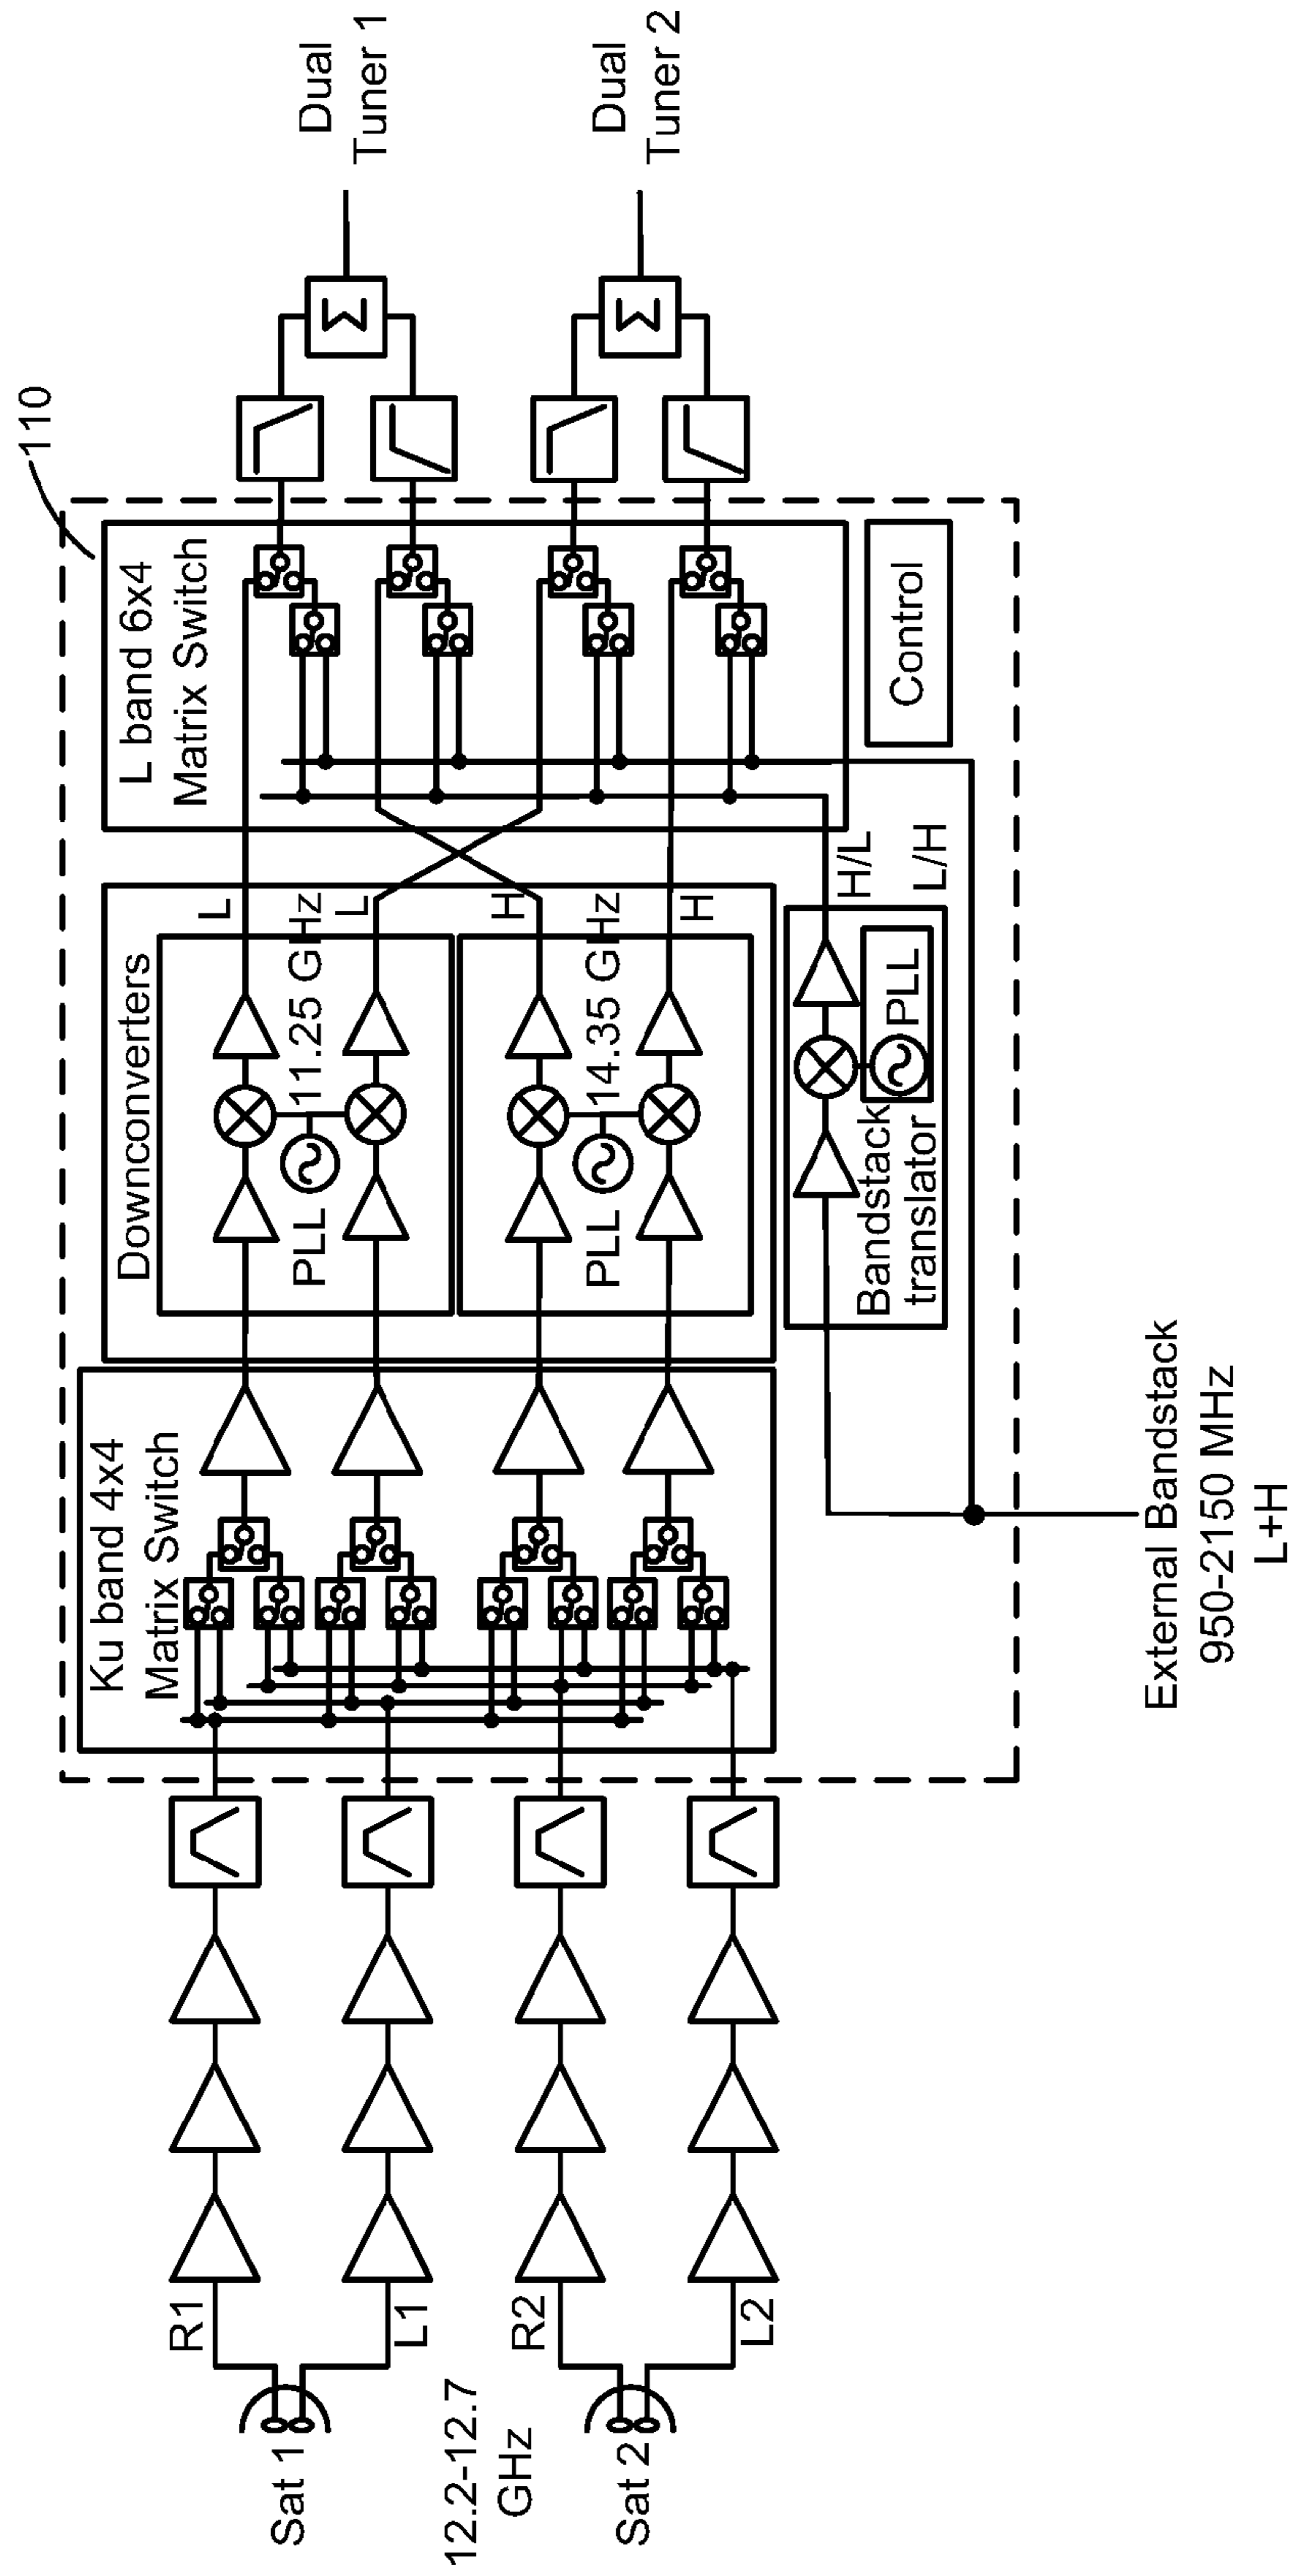 110
Sat 1
12.2-12.7
GHz
Sat 2
R1
L1
R2
L2
Ku band 4x4
Matrix Switch
Downconverters
PLL
11.25 GHz
PLL
14.35 GHz
L
L
H
H
Bandstack
translator
PLL
H/L
L/H
L band 6x4
Matrix Switch
Control
Σ
Σ
Dual
Tuner 1
Dual
Tuner 2
External Bandstack
950-2150 MHz
L+H